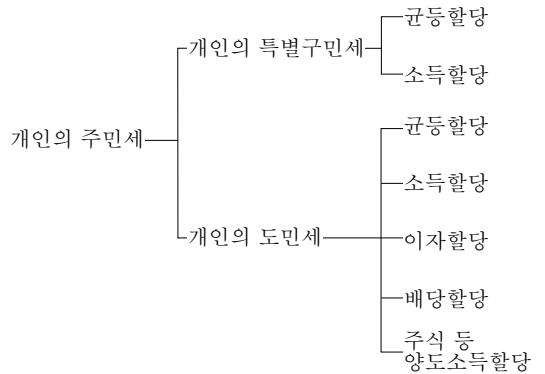 개인의 주민세
개인의 특별구민세
균등할당
소득할당
개인의 도민세
균등할당
소득할당
이자할당
배당할당
주식 등
양도소득할당